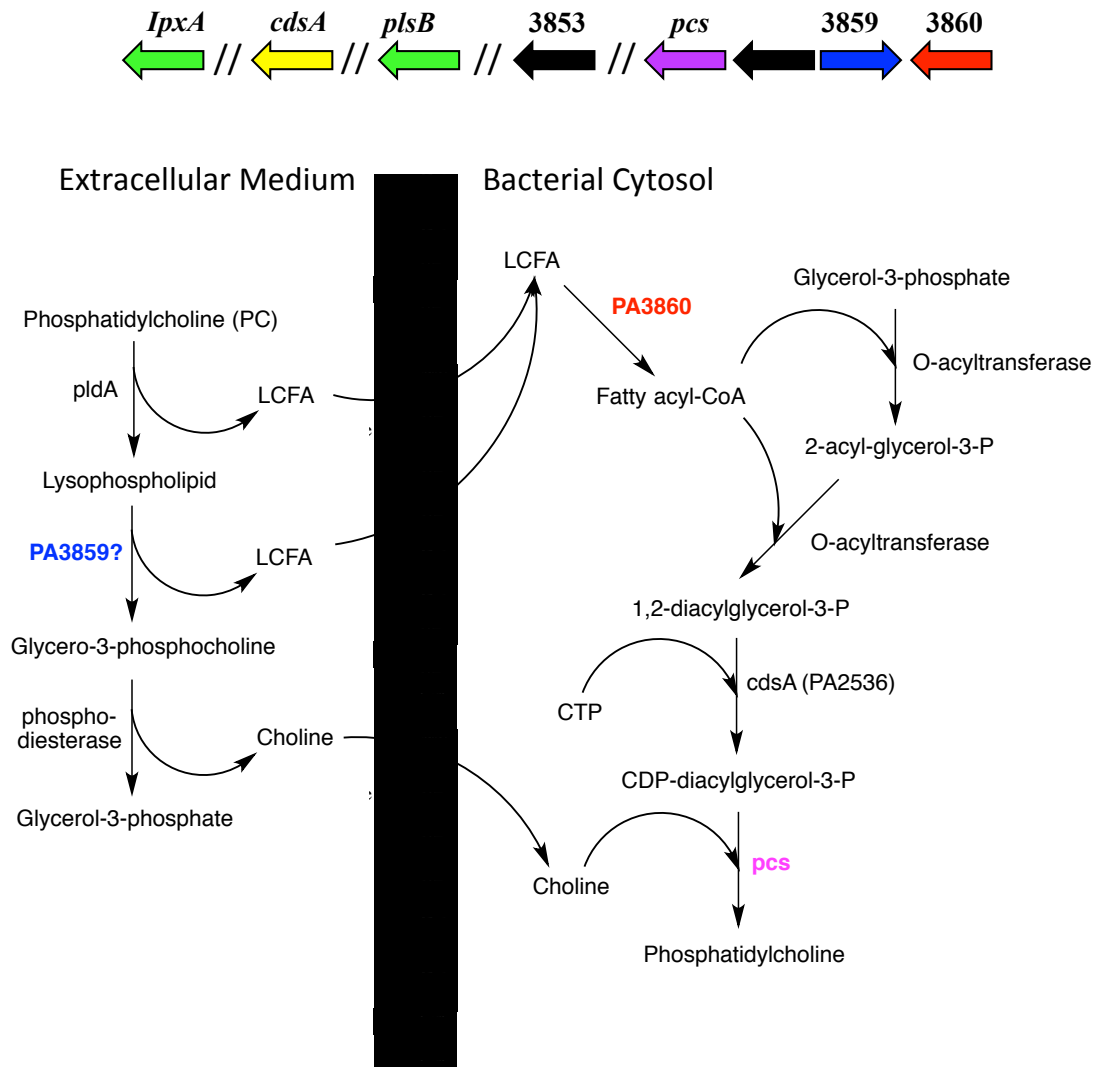 IpxA cdsA plsB 3853 pcs 3859 3860
//
//
//
//
Extracellular Medium
Bacterial Cytosol
Phosphatidylcholine (PC)
pldA
LCFA
Lysophospholipid
PA3859?
LCFA
Glycero-3-phosphocholine
phospho-
diesterase
Choline
Glycerol-3-phosphate
LCFA
PA3860
Glycerol-3-phosphate
O-acyltransferase
Fatty acyl-CoA
2-acyl-glycerol-3-P
O-acyltransferase
1,2-diacylglycerol-3-P
cdsA (PA2536)
CTP
CDP-diacylglycerol-3-P
pcs
Choline
Phosphatidylcholine